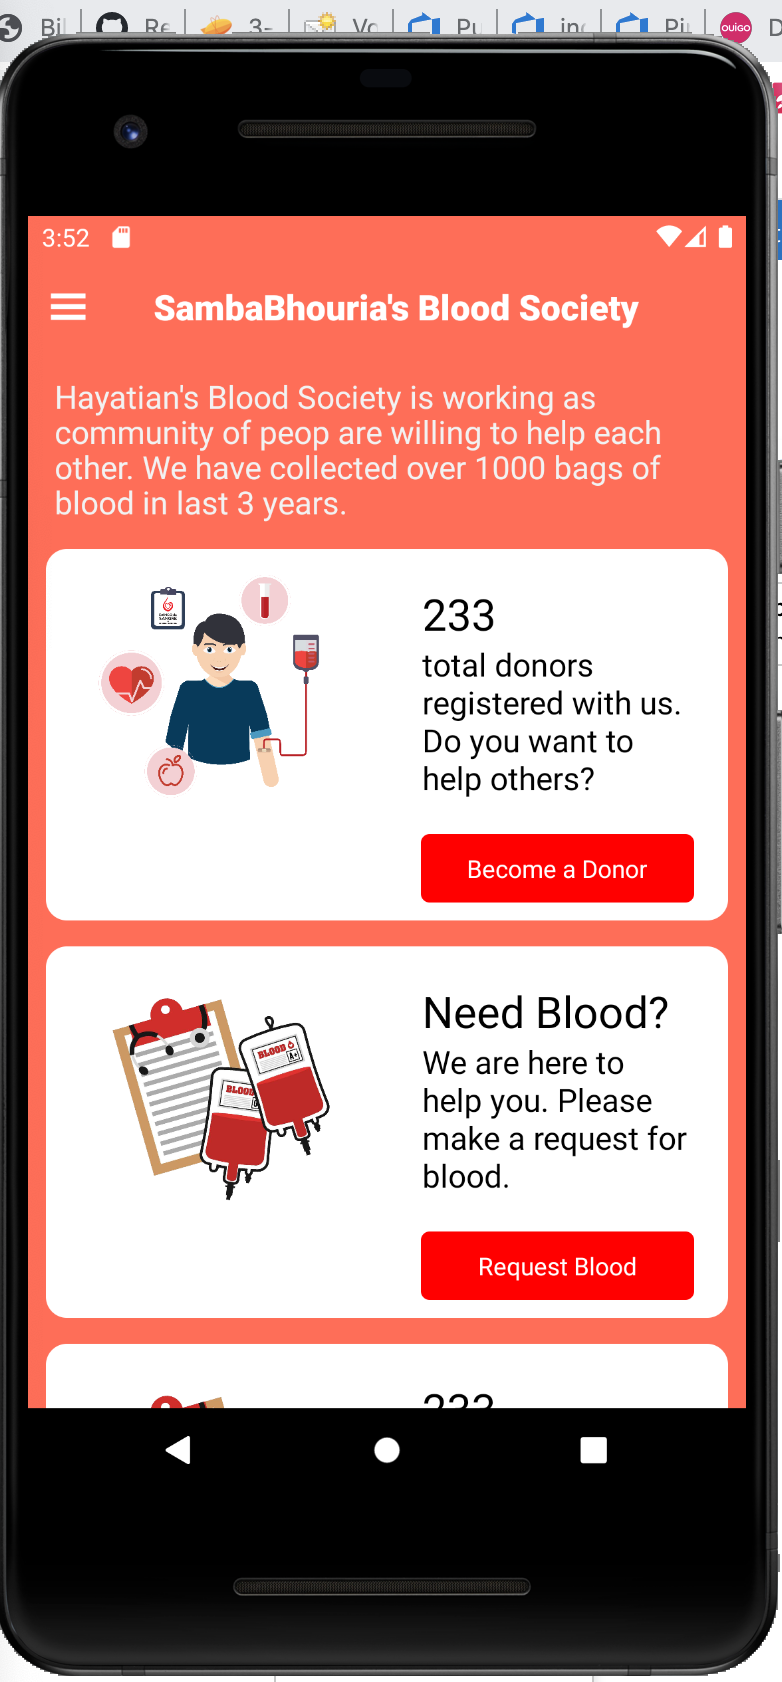 Bi
Re
3-
Vo
Pu
in
Pi
OUIGO
D
3:52
SambaBhouria's Blood Society
Hayatian's Blood Society is working as
community of peop are willing to help each
other. We have collected over 1000 bags of
blood in last 3 years.
233
total donors
registered with us.
Do you want to
help others?
Become a Donor
BLOOD
A+
BLOOD
Need Blood?
We are here to
help you. Please
make a request for
blood.
Request Blood
233